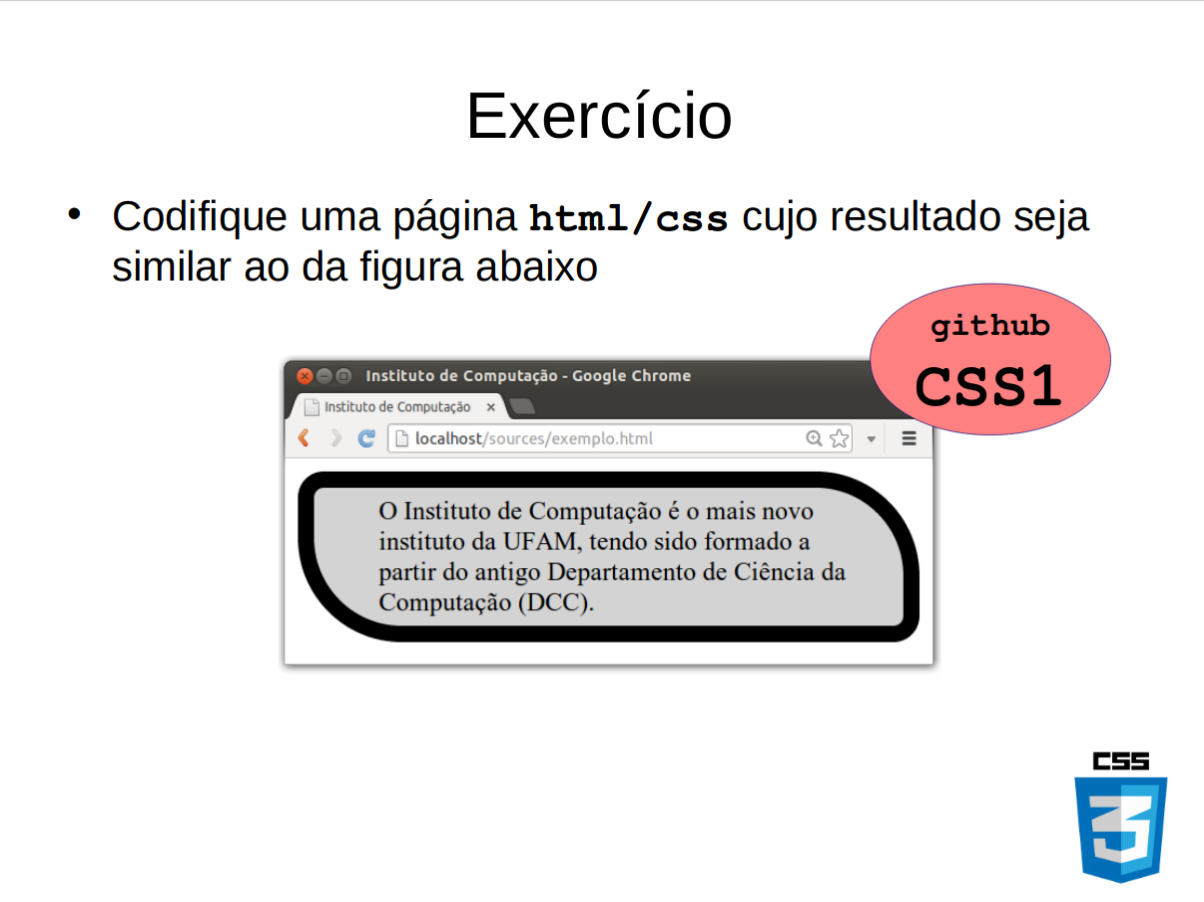 Exercício
• Codifique uma página html/css cujo resultado seja
similar ao da figura abaixo
github
CSS1
Instituto de Computação - Google Chrome
Instituto de Computação ×
localhost/sources/exemplo.html
O Instituto de Computação é o mais novo
instituto da UFAM, tendo sido formado a
partir do antigo Departamento de Ciência da
Computação (DCC).
CSS
3